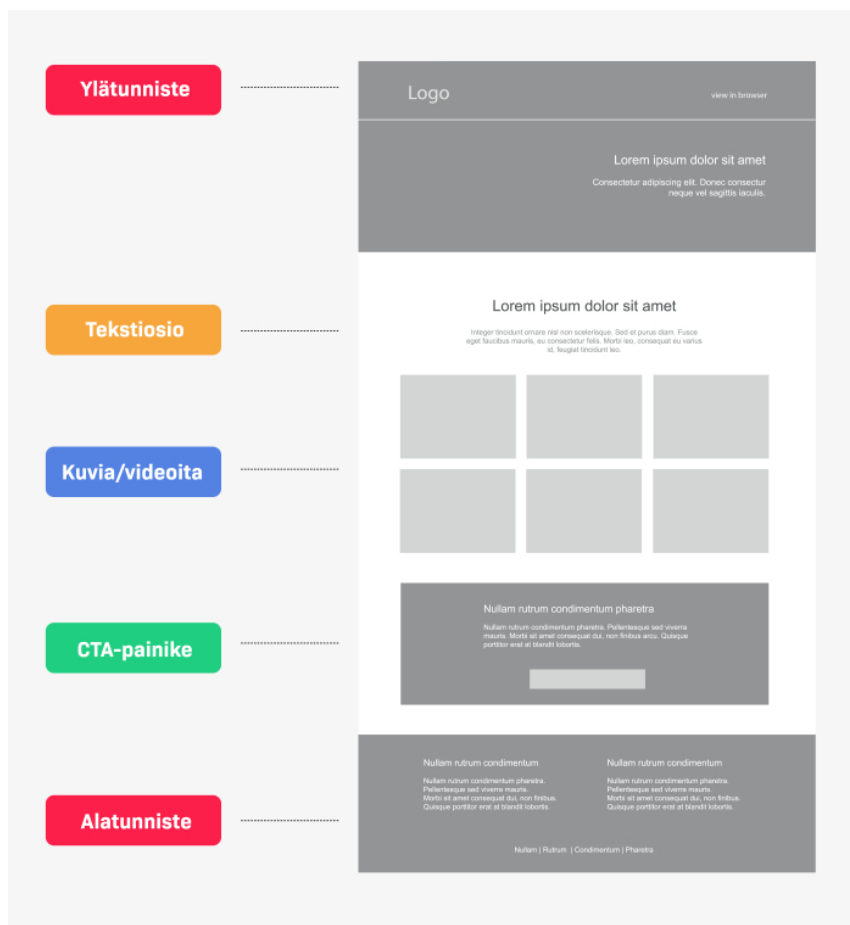 Ylätunniste
Logo
view in browser
Lorem ipsum dolor sit amet
Consectetur adipiscing elit. Donec consectur
neque vel sagittis iaculis.
Tekstiosio
Lorem ipsum dolor sit amet
Integer tincidunt ornare nisl non scelerisque. Sed et purus diam. Fusce
eget faucibus mauris, eu consectetur felis. Morbi leo, consequat eu varius
id, feugiat tincidunt leo.
Kuvia/videoita
CTA-painike
Nullam rutrum condimentum pharetra
Nullam rutrum condimentum pharetra. Pellentesque sed viverra
mauris. Morbi sit amet consequat dui, non finibus arcu. Quisque
porttitor erat at blandit lobortis.
Alatunniste
Nullam rutrum condimentum
Nullam rutrum condimentum pharetra.
Pellentesque sed viverra mauris.
Morbi sit amet consequat dui, non finibus.
Quisque porttitor erat at blandit lobortis.
Nullam rutrum condimentum
Nullam rutrum condimentum pharetra.
Pellentesque sed viverra mauris.
Morbi sit amet consequat dui, non finibus.
Quisque porttitor erat at blandit lobortis.
Nullam | Rutrum | Condimentum | Pharetra